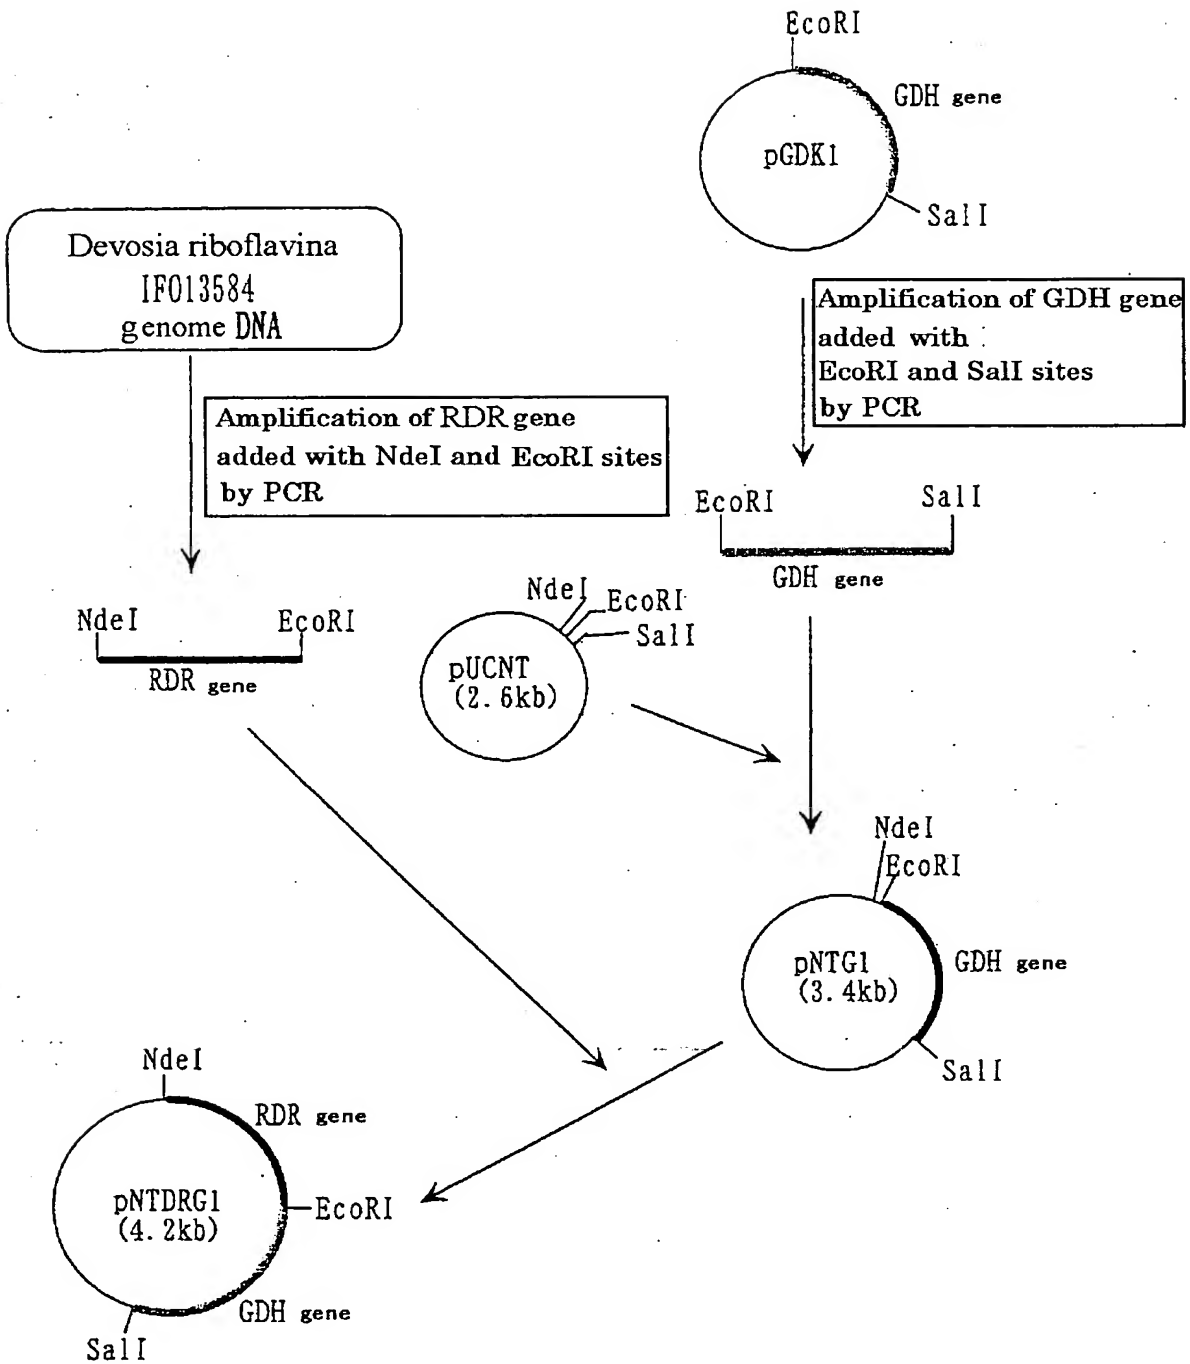 EcoRI
GDH gene
pGDK1
SalI
Devosia riboflavina
IFO13584
genome DNA
Amplification of GDH gene
added with
EcoRI and SalI sites
by PCR
Amplification of RDR gene
added with NdeI and EcoRI sites
by PCR
EcoRI
SalI
GDH gene
NdeI
EcoRI
RDR gene
NdeI
EcoRI
SalI
pUCNT
(2.6kb)
NdeI
EcoRI
pNTG1
(3.4kb)
GDH gene
SalI
NdeI
RDR gene
pNTDRG1
(4.2kb)
EcoRI
GDH gene
SalI